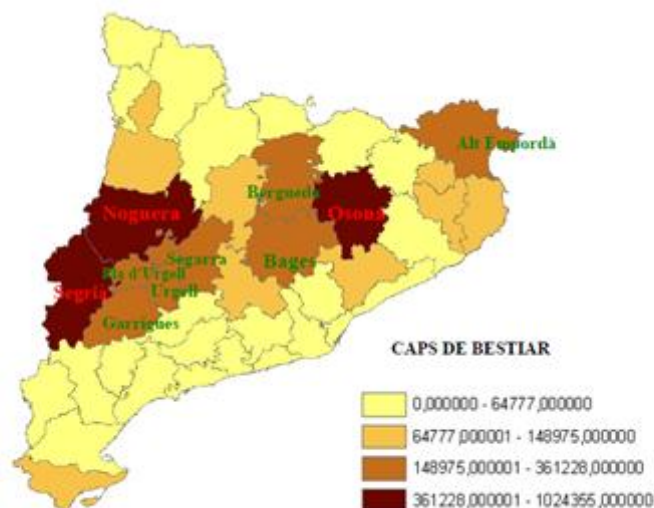 Alt Empordà
Berguedà
Noguera
Osona
Segarra
Bages
Pla d'Urgell
Segrià
Urgell
Garrigues
CAPS DE BESTIAR
0,000000 - 64777,000000
64777,000001 - 148975,000000
148975,000001 - 361228,000000
361228,000001 - 1024355,000000